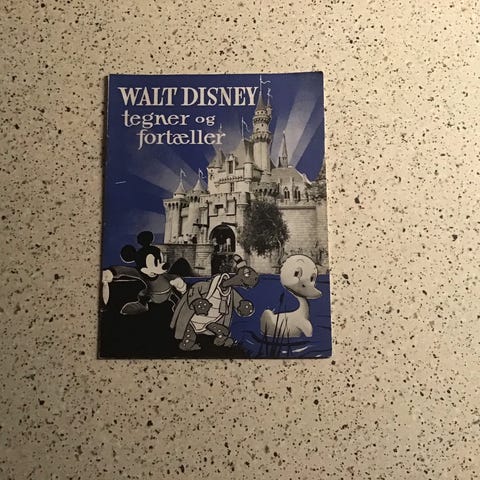 WALT DISNEY
tegner og
fortæller